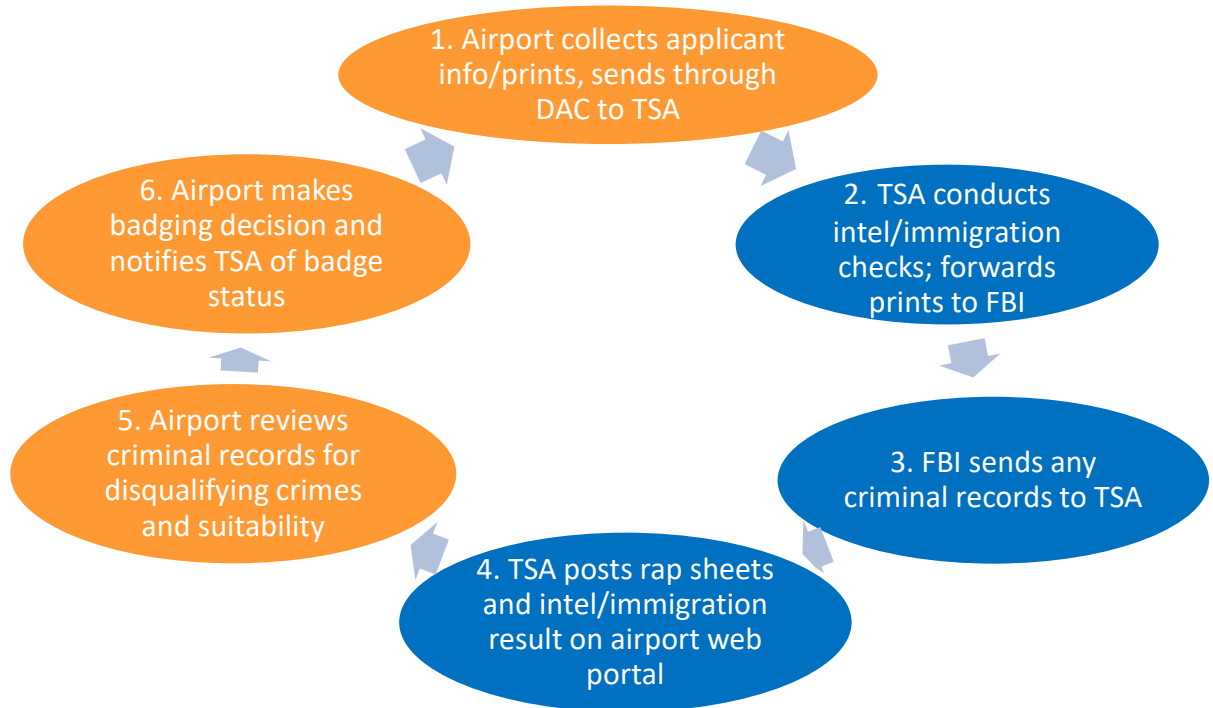 1. Airport collects applicant
info/prints, sends through
DAC to TSA
2. TSA conducts
intel/immigration
checks; forwards
prints to FBI
3. FBI sends any
criminal records to TSA
4. TSA posts rap sheets
and intel/immigration
result on airport web
portal
5. Airport reviews
criminal records for
disqualifying crimes
and suitability
6. Airport makes
badging decision and
notifies TSA of badge
status